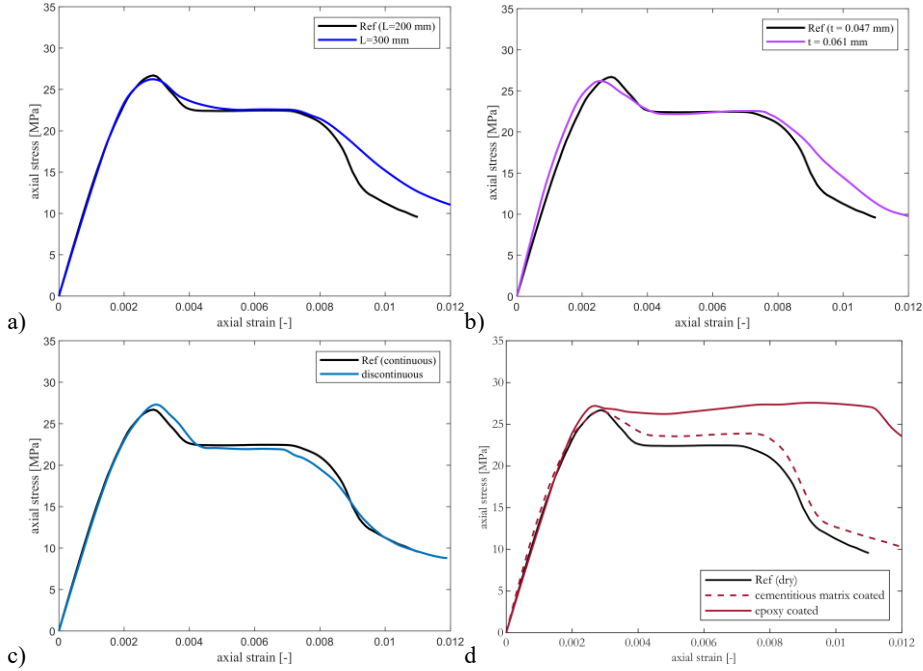 35
30
25
20
15
10
5
0
axial stress [MPa]
Ref (L=200 mm)
L=300 mm
0 0.002 0.004 0.006 0.008 0.01 0.012
axial strain [-]
a)
35
30
25
20
15
10
5
0
axial stress [MPa]
Ref (t = 0.047 mm)
t = 0.061 mm
0 0.002 0.004 0.006 0.008 0.01 0.012
axial strain [-]
b)
35
30
25
20
15
10
5
0
axial stress [MPa]
Ref (continuous)
discontinuous
0 0.002 0.004 0.006 0.008 0.01 0.012
axial strain [-]
c)
35
30
25
20
15
10
5
0
axial stress [MPa]
Ref (dry)
cementitious matrix coated
epoxy coated
0 0.002 0.004 0.006 0.008 0.01 0.012
axial strain [-]
d